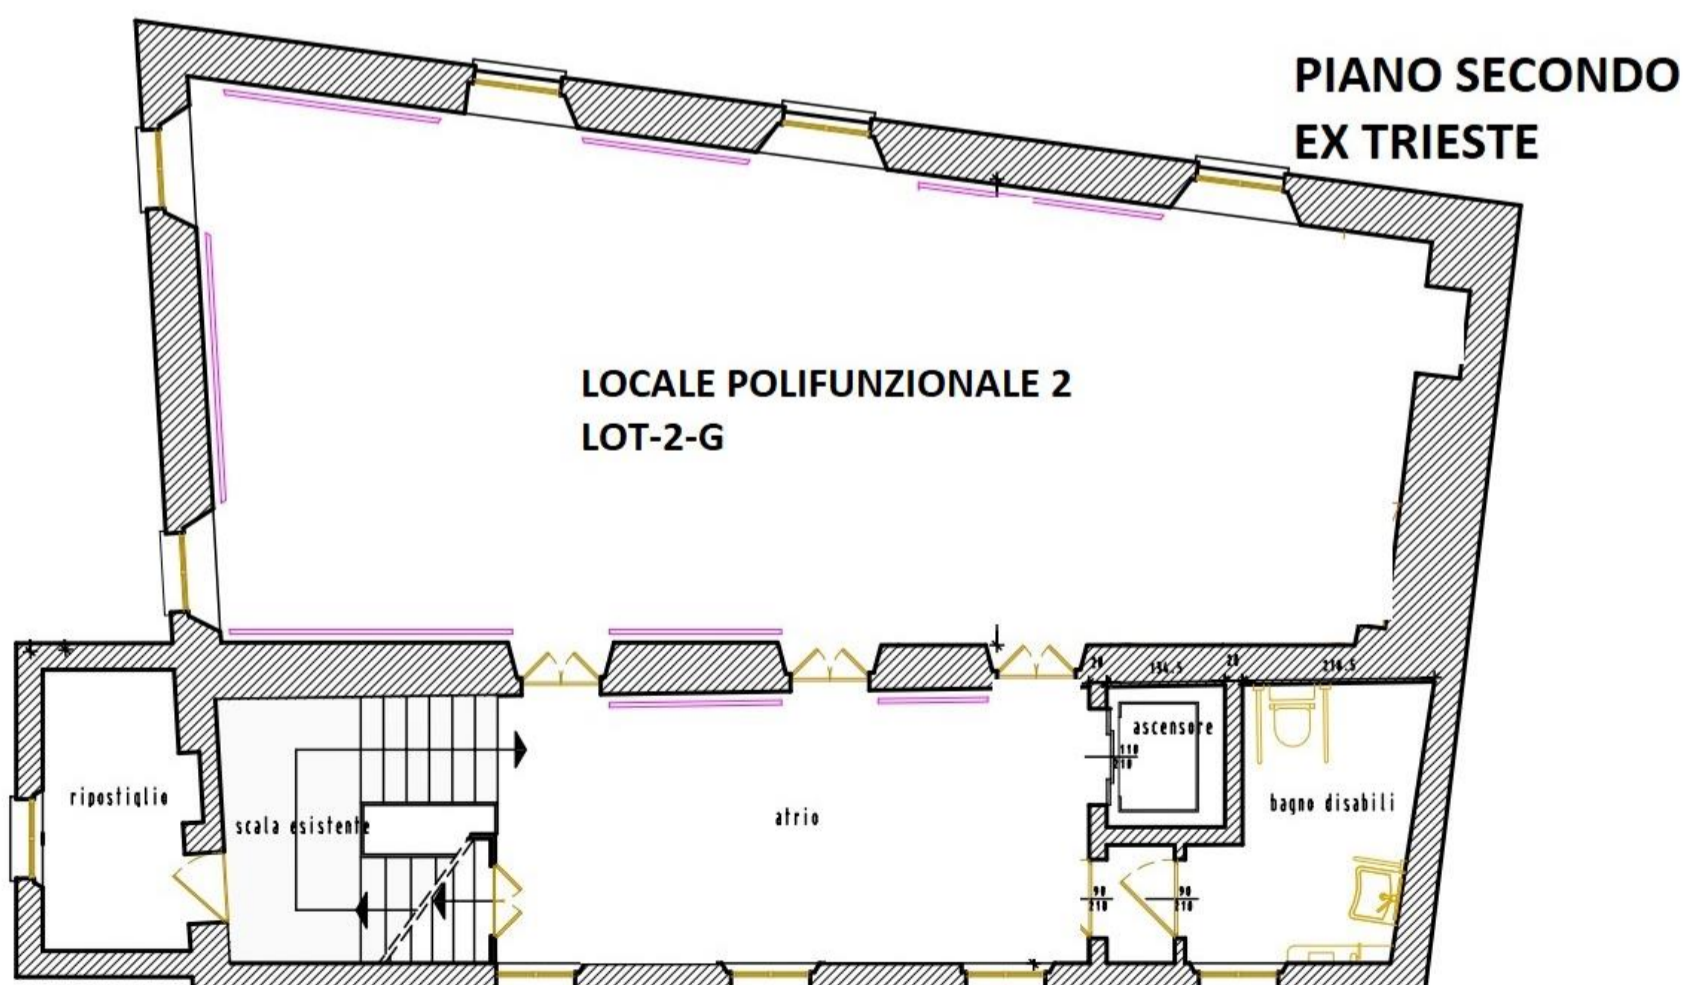 PIANO SECONDO
EX TRIESTE
LOCALE POLIFUNZIONALE 2
LOT-2-G
20
134.5
20
216.5
ascensore
110
210
ripostiglio
scala esistente
atrio
bagno disabili
90
210
90
210